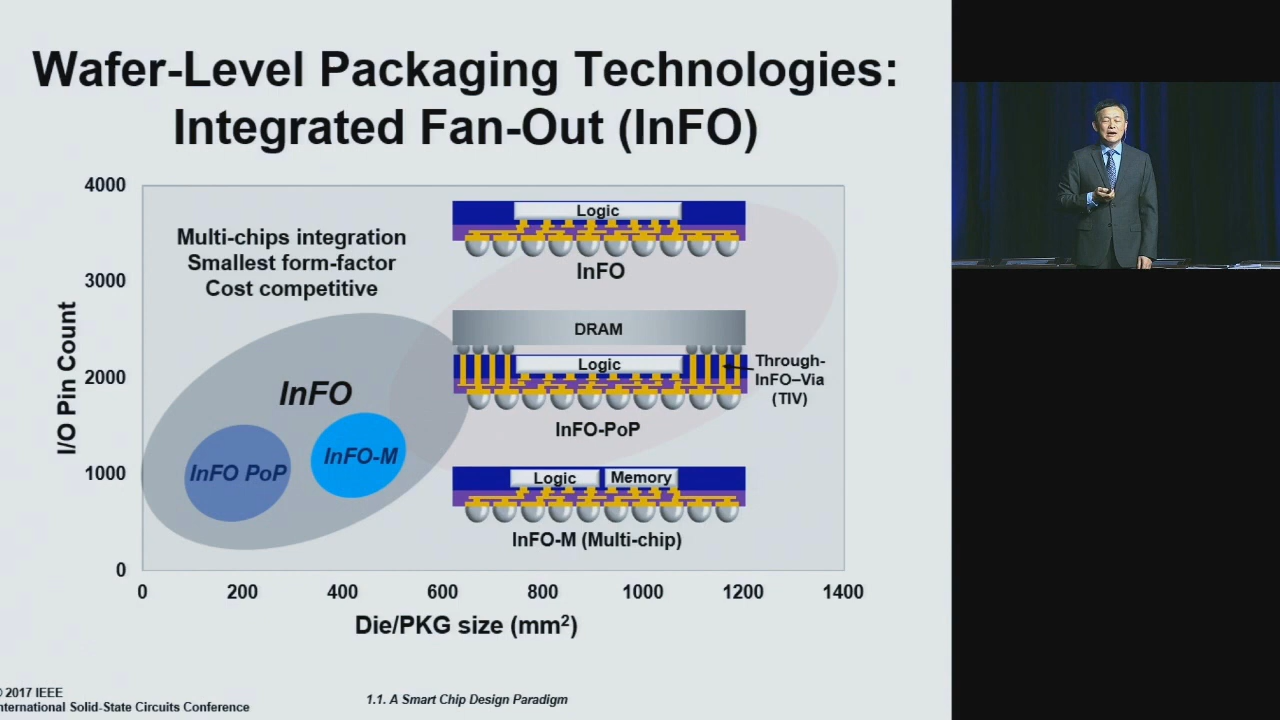 Wafer-Level Packaging Technologies:
Integrated Fan-Out (InFO)
4000
3000
2000
1000
0
I/O Pin Count
0 200 400 600 800 1000 1200 1400
Die/PKG size (mm²)
Multi-chips integration
Smallest form-factor
Cost competitive
InFO
InFO PoP
InFO-M
Logic
InFO
DRAM
Logic
Through-
InFO–Via
(TIV)
InFO-PoP
Logic Memory
InFO-M (Multi-chip)
© 2017 IEEE
nternational Solid-State Circuits Conference
1.1. A Smart Chip Design Paradigm